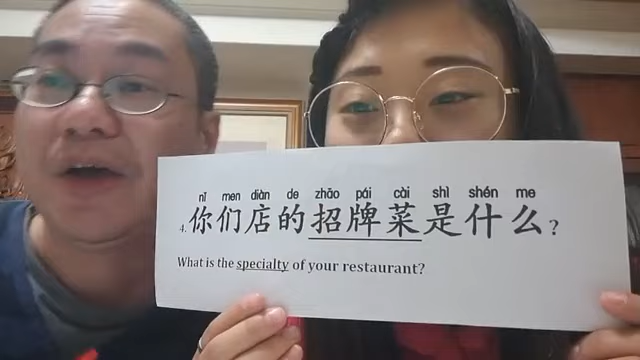 nǐ men diàn de zhāo pái cài shì shén me
4.你们店的招牌菜是什么?
What is the specialty of your restaurant?